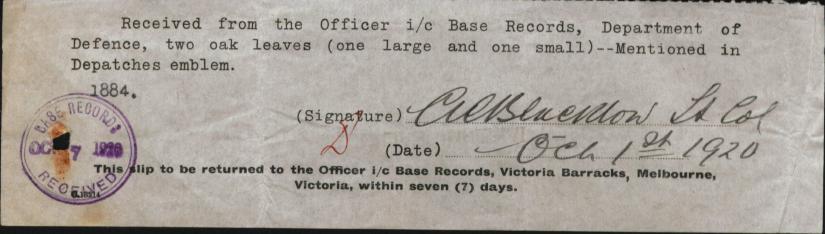 Received from the Officer i/c Base Records, Department of
Defence, two oak leaves (one large and one small)--Mentioned in
Depatches emblem.
1884.
(Signature) Lt Col
(Date) Oct 1st 1920
BASE RECORDS
OCT 7 1920
RECEIVED
This slip to be returned to the Officer i/c Base Records, Victoria Barracks, Melbourne,
Victoria, within seven (7) days.